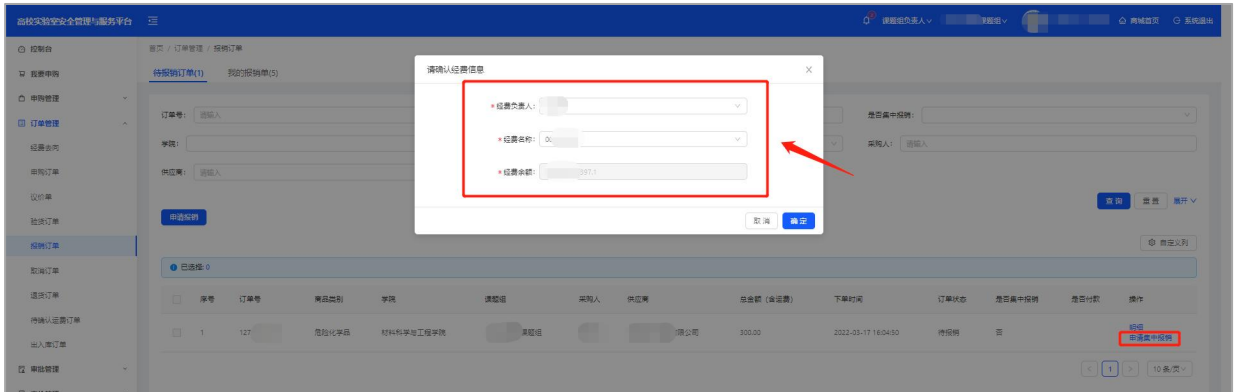 高校实验室安全管理与服务平台
课题组负责人
课题组
商城首页
系统退出
控制台
我要申购
申购管理
订单管理
经费去向
申购订单
议价单
验货订单
报销订单
取消订单
退货订单
待确认运费订单
出入库订单
审批管理
首页 / 订单管理 / 报销订单
待报销订单(1) 我的报销单(5)
订单号: 请输入
是否集中报销:
学院:
采购人: 请输入
供应商: 请输入
查询 重置 展开
申请报销
自定义列
已选择: 0
序号 订单号 商品类别 学院 课题组 采购人 供应商 总金额 (含运费) 下单时间 订单状态 是否集中报销 是否付款 操作
1 127 危险化学品 材料科学与工程学院 课题组 限公司 300.00 2022-03-17 16:04:50 待报销 否
明细
申请集中报销
1
10 条/页
请确认经费信息
* 经费负责人:
* 经费名称:
* 经费余额:
取消 确定